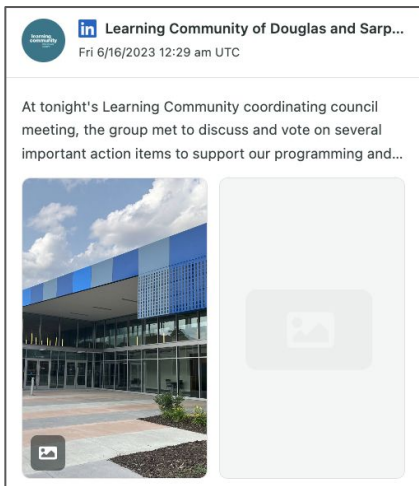 learning
community
in Learning Community of Douglas and Sarp...
Fri 6/16/2023 12:29 am UTC
At tonight's Learning Community coordinating council
meeting, the group met to discuss and vote on several
important action items to support our programming and...